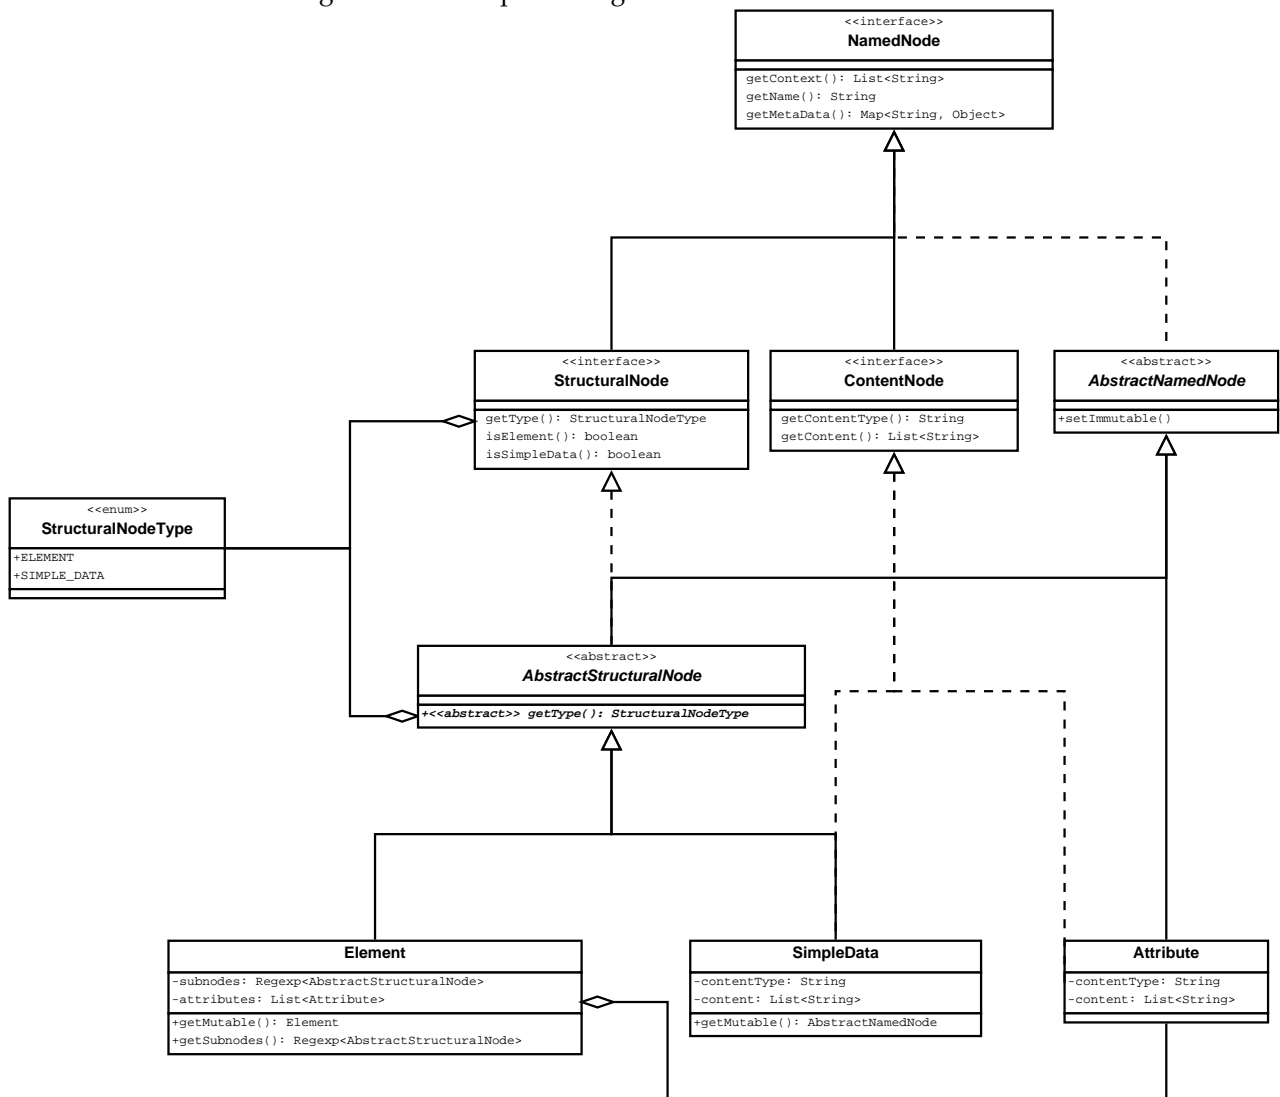 <<interface>>
NamedNode
getContext(): List<String>
getName(): String
getMetaData(): Map<String, Object>
<<interface>>
StructuralNode
getType(): StructuralNodeType
isElement(): boolean
isSimpleData(): boolean
<<interface>>
ContentNode
getContentType(): String
getContent(): List<String>
<<abstract>>
AbstractNamedNode
+setImmutable()
<<enum>>
StructuralNodeType
+ELEMENT
+SIMPLE_DATA
<<abstract>>
AbstractStructuralNode
+<<abstract>> getType(): StructuralNodeType
Element
-subnodes: Regexp<AbstractStructuralNode>
-attributes: List<Attribute>
+getMutable(): Element
+getSubnodes(): Regexp<AbstractStructuralNode>
SimpleData
-contentType: String
-content: List<String>
+getMutable(): AbstractNamedNode
Attribute
-contentType: String
-content: List<String>